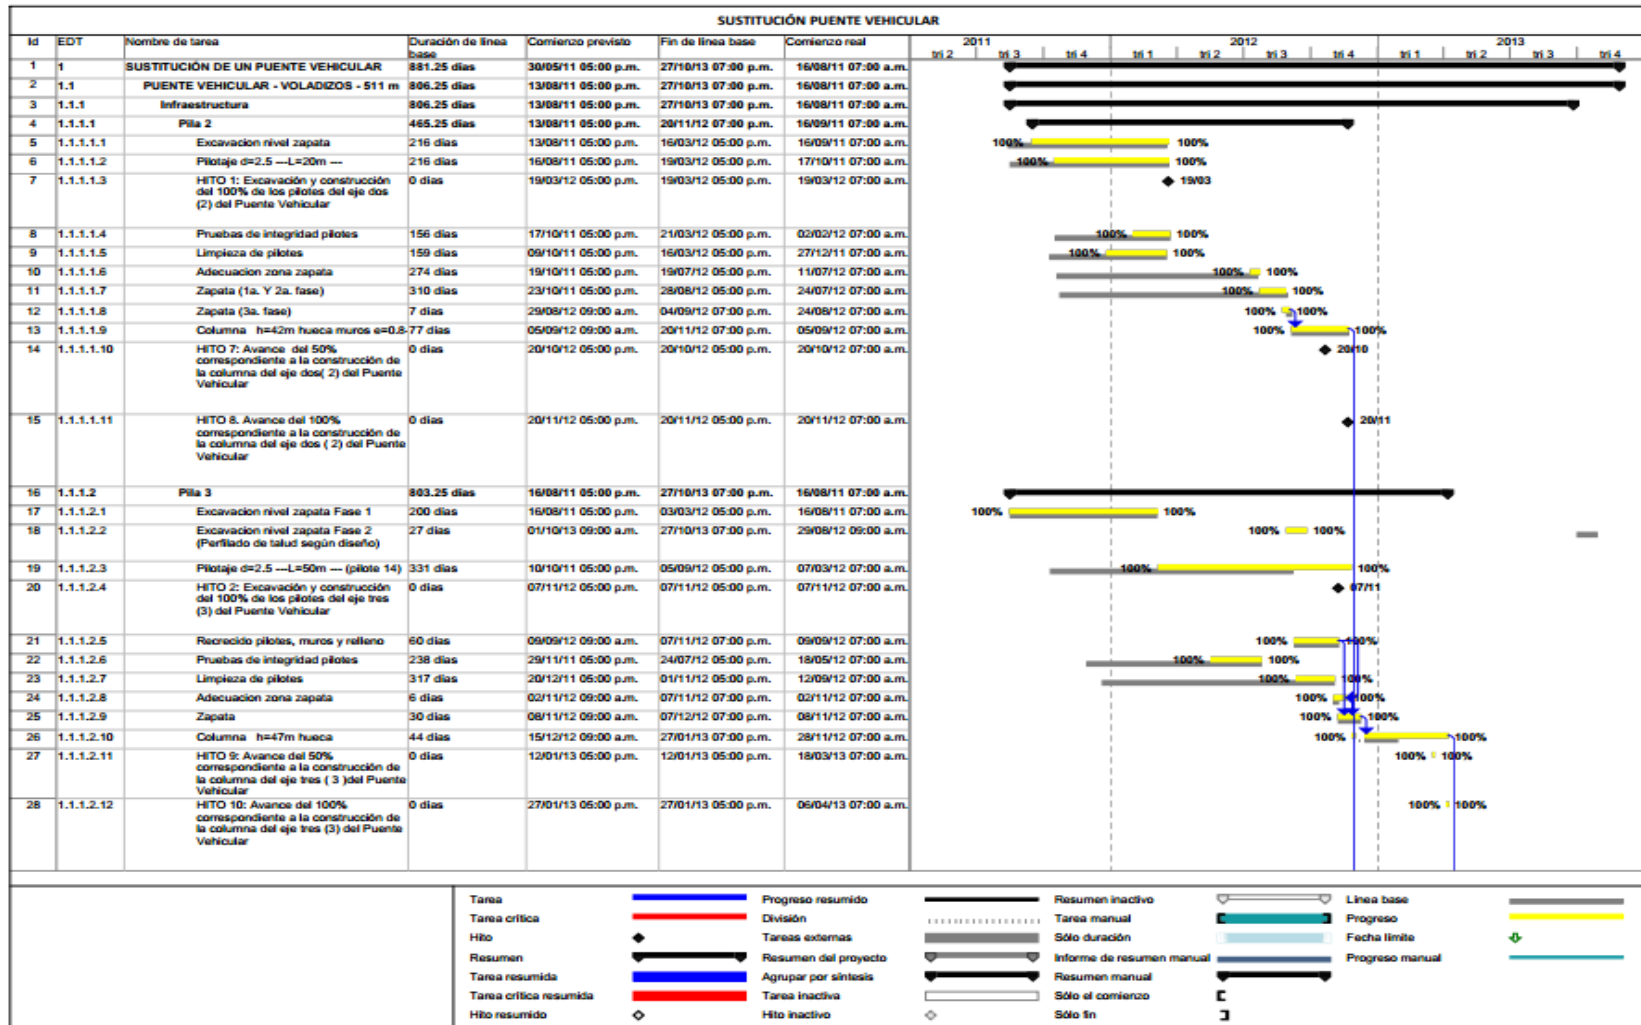 SUSTITUCIÓN PUENTE VEHICULAR
Id EDT Nombre de tarea Duración de línea base Comienzo previsto Fin de línea base Comienzo real 2011 2012 2013
tri 2 tri 3 tri 4 tri 1 tri 2 tri 3 tri 4 tri 1 tri 2 tri 3 tri 4
1 1 SUSTITUCIÓN DE UN PUENTE VEHICULAR 881.25 días 30/05/11 05:00 p.m. 27/10/13 07:00 p.m. 16/08/11 07:00 a.m.
2 1.1 PUENTE VEHICULAR - VOLADIZOS - 511 m 806.25 días 13/08/11 05:00 p.m. 27/10/13 07:00 p.m. 16/08/11 07:00 a.m.
3 1.1.1 Infraestructura 806.25 días 13/08/11 05:00 p.m. 27/10/13 07:00 p.m. 16/08/11 07:00 a.m.
4 1.1.1.1 Pila 2 465.25 días 13/08/11 05:00 p.m. 20/11/12 07:00 p.m. 16/09/11 07:00 a.m.
5 1.1.1.1.1 Excavacion nivel zapata 216 días 13/08/11 05:00 p.m. 16/03/12 05:00 p.m. 16/09/11 07:00 a.m. 100% 100%
6 1.1.1.1.2 Pilotaje d=2.5 ---L=20m --- 216 días 16/08/11 05:00 p.m. 19/03/12 05:00 p.m. 17/10/11 07:00 a.m. 100% 100%
7 1.1.1.1.3 HITO 1: Excavación y construcción 0 días 19/03/12 05:00 p.m. 19/03/12 05:00 p.m. 19/03/12 07:00 a.m. 19/03
del 100% de los pilotes del eje dos
(2) del Puente Vehicular
8 1.1.1.1.4 Pruebas de integridad pilotes 156 días 17/10/11 05:00 p.m. 21/03/12 05:00 p.m. 02/02/12 07:00 a.m. 100% 100%
9 1.1.1.1.5 Limpieza de pilotes 159 días 09/10/11 05:00 p.m. 16/03/12 05:00 p.m. 27/12/11 07:00 a.m. 100% 100%
10 1.1.1.1.6 Adecuacion zona zapata 274 días 19/10/11 05:00 p.m. 19/07/12 05:00 p.m. 11/07/12 07:00 a.m. 100% 100%
11 1.1.1.1.7 Zapata (1a. Y 2a. fase) 310 días 23/10/11 05:00 p.m. 28/08/12 05:00 p.m. 24/07/12 07:00 a.m. 100% 100%
12 1.1.1.1.8 Zapata (3a. fase) 7 días 29/08/12 09:00 a.m. 04/09/12 07:00 p.m. 24/08/12 07:00 a.m. 100% 100%
13 1.1.1.1.9 Columna h=42m hueca muros e=0.8- 77 días 05/09/12 09:00 a.m. 20/11/12 07:00 p.m. 05/09/12 07:00 a.m. 100% 100%
14 1.1.1.1.10 HITO 7: Avance del 50% 0 días 20/10/12 05:00 p.m. 20/10/12 05:00 p.m. 20/10/12 07:00 a.m. 20/10
correspondiente a la construcción de
la columna del eje dos( 2) del Puente
Vehicular
15 1.1.1.1.11 HITO 8. Avance del 100% 0 días 20/11/12 05:00 p.m. 20/11/12 05:00 p.m. 20/11/12 07:00 a.m. 20/11
correspondiente a la construcción de
la columna del eje dos ( 2) del Puente
Vehicular
16 1.1.1.2 Pila 3 803.25 días 16/08/11 05:00 p.m. 27/10/13 07:00 p.m. 16/08/11 07:00 a.m.
17 1.1.1.2.1 Excavacion nivel zapata Fase 1 200 días 16/08/11 05:00 p.m. 03/03/12 05:00 p.m. 16/08/11 07:00 a.m. 100% 100%
18 1.1.1.2.2 Excavacion nivel zapata Fase 2 27 días 01/10/13 09:00 a.m. 27/10/13 07:00 p.m. 29/08/12 09:00 a.m. 100% 100%
(Perfilado de talud según diseño)
19 1.1.1.2.3 Pilotaje d=2.5 ---L=50m --- (pilote 14) 331 días 10/10/11 05:00 p.m. 05/09/12 05:00 p.m. 07/03/12 07:00 a.m. 100% 100%
20 1.1.1.2.4 HITO 2: Excavación y construcción 0 días 07/11/12 05:00 p.m. 07/11/12 05:00 p.m. 07/11/12 07:00 a.m. 07/11
del 100% de los pilotes del eje tres
(3) del Puente Vehicular
21 1.1.1.2.5 Recrecido pilotes, muros y relleno 60 días 09/09/12 09:00 a.m. 07/11/12 07:00 p.m. 09/09/12 07:00 a.m. 100% 100%
22 1.1.1.2.6 Pruebas de integridad pilotes 238 días 29/11/11 05:00 p.m. 24/07/12 05:00 p.m. 18/05/12 07:00 a.m. 100% 100%
23 1.1.1.2.7 Limpieza de pilotes 317 días 20/12/11 05:00 p.m. 01/11/12 05:00 p.m. 12/09/12 07:00 a.m. 100% 100%
24 1.1.1.2.8 Adecuacion zona zapata 6 días 02/11/12 09:00 a.m. 07/11/12 07:00 p.m. 02/11/12 07:00 a.m. 100% 100%
25 1.1.1.2.9 Zapata 30 días 08/11/12 09:00 a.m. 07/12/12 07:00 p.m. 08/11/12 07:00 a.m. 100% 100%
26 1.1.1.2.10 Columna h=47m hueca 44 días 15/12/12 09:00 a.m. 27/01/13 07:00 p.m. 28/11/12 07:00 a.m. 100% 100%
27 1.1.1.2.11 HITO 9: Avance del 50% 0 días 12/01/13 05:00 p.m. 12/01/13 05:00 p.m. 18/03/13 07:00 a.m. 100% 100%
correspondiente a la construcción de
la columna del eje tres ( 3 )del Puente
Vehicular
28 1.1.1.2.12 HITO 10: Avance del 100% 0 días 27/01/13 05:00 p.m. 27/01/13 05:00 p.m. 06/04/13 07:00 a.m. 100% 100%
correspondiente a la construcción de
la columna del eje tres (3) del Puente
Vehicular
Tarea Progreso resumido Resumen inactivo Línea base
Tarea crítica División Tarea manual Progreso
Hito Tareas externas Sólo duración Fecha límite
Resumen Resumen del proyecto Informe de resumen manual Progreso manual
Tarea resumida Agrupar por síntesis Resumen manual
Tarea crítica resumida Tarea inactiva Sólo el comienzo
Hito resumido Hito inactivo Sólo fin